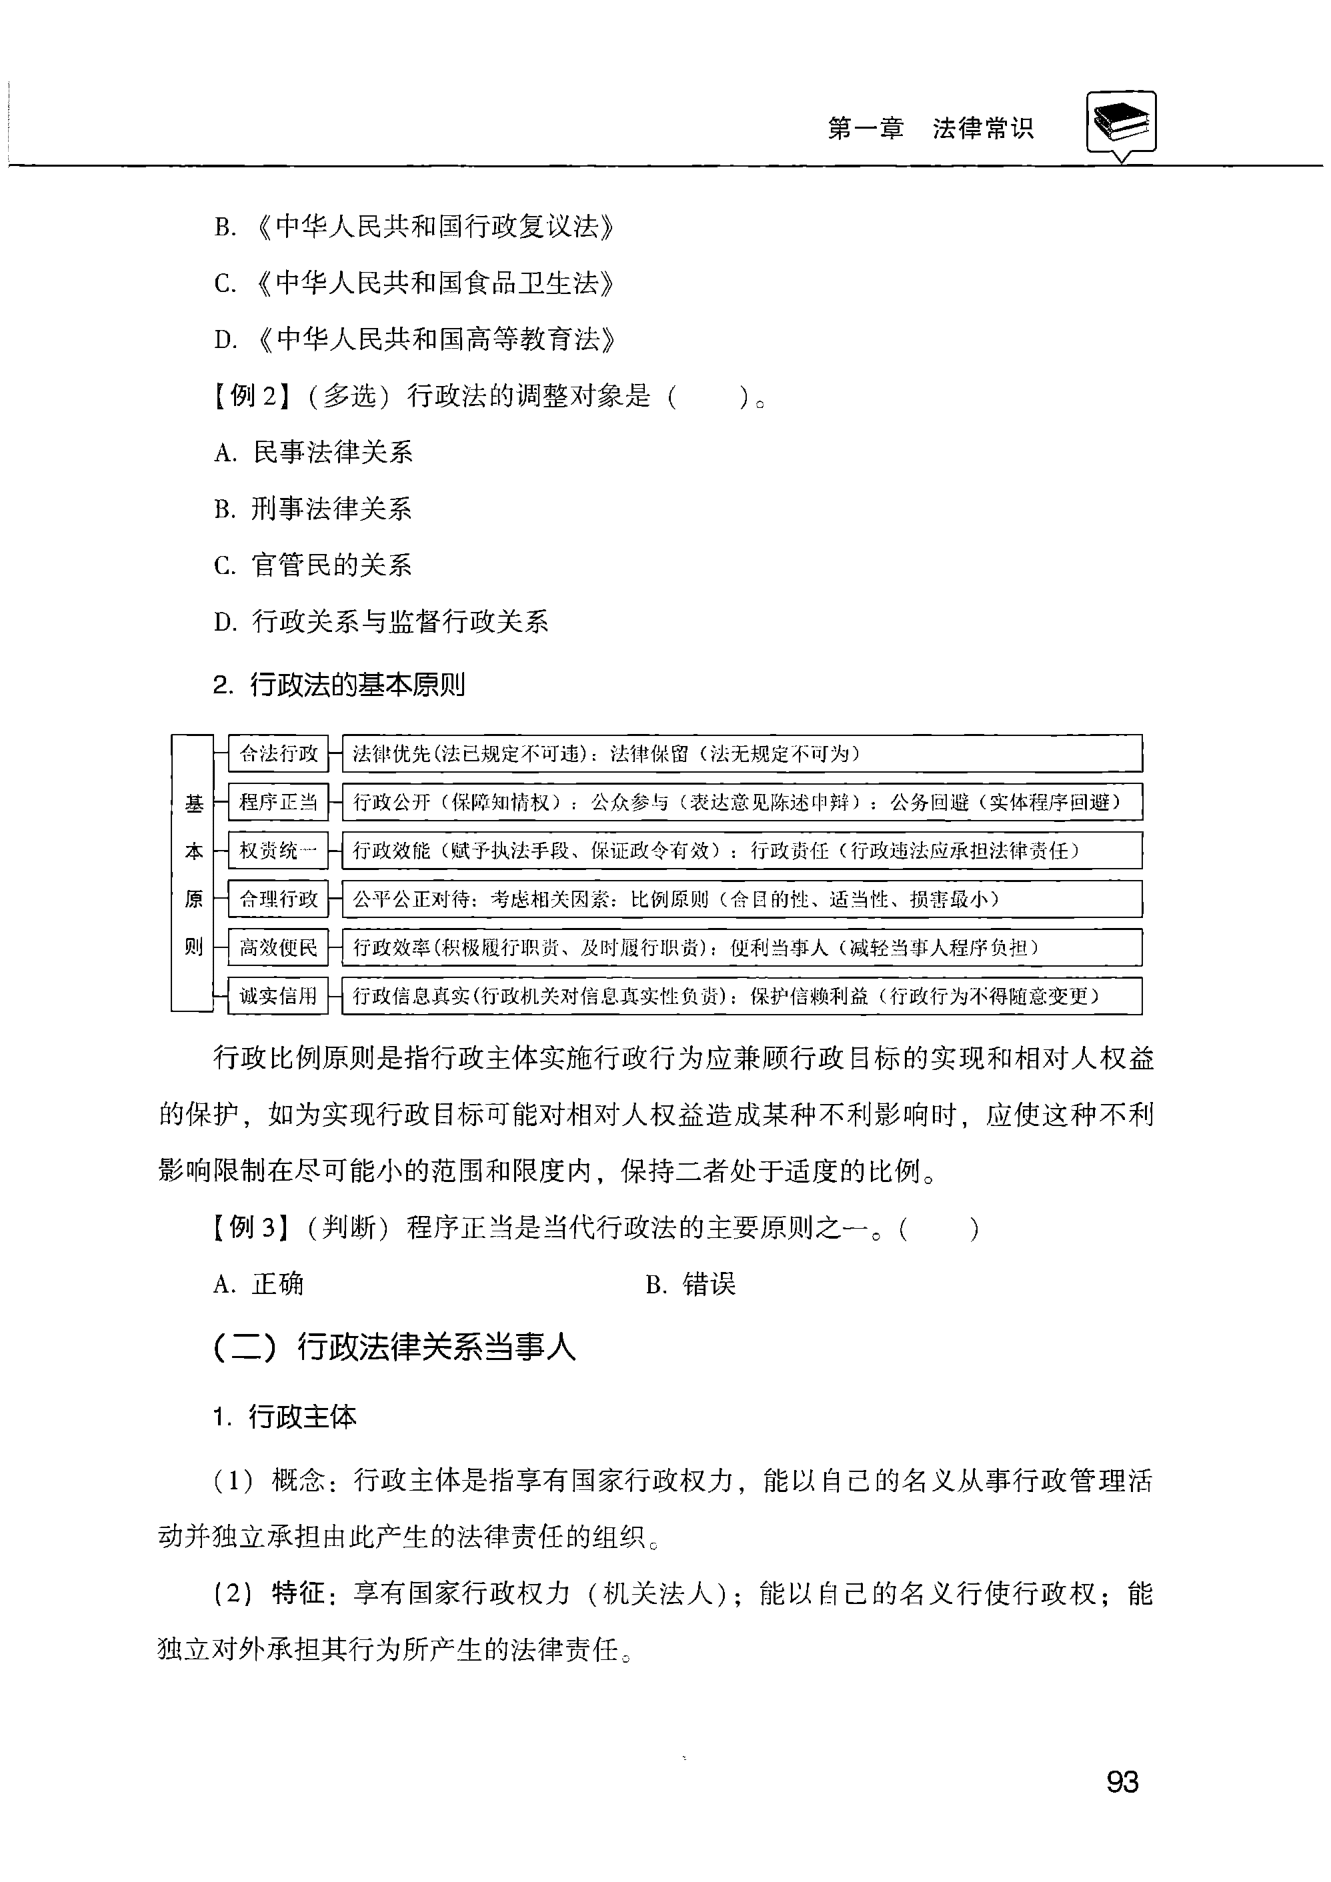 第一章 法律常识
B. 《中华人民共和国行政复议法》
C. 《中华人民共和国食品卫生法》
D. 《中华人民共和国高等教育法》
【例 2】(多选) 行政法的调整对象是 ( )。
A. 民事法律关系
B. 刑事法律关系
C. 官管民的关系
D. 行政关系与监督行政关系
2. 行政法的基本原则
基本原则
合法行政 法律优先(法已规定不可违)；法律保留（法无规定不可为）
程序正当 行政公开（保障知情权）；公众参与（表达意见陈述申辩）；公务回避（实体程序回避）
权责统一 行政效能（赋予执法手段、保证政令有效）；行政责任（行政违法应承担法律责任）
合理行政 公平公正对待；考虑相关因素；比例原则（合目的性、适当性、损害最小）
高效便民 行政效率(积极履行职责、及时履行职责)；便利当事人（减轻当事人程序负担）
诚实信用 行政信息真实(行政机关对信息真实性负责)；保护信赖利益（行政行为不得随意变更）
行政比例原则是指行政主体实施行政行为应兼顾行政目标的实现和相对人权益
的保护，如为实现行政目标可能对相对人权益造成某种不利影响时，应使这种不利
影响限制在尽可能小的范围和限度内，保持二者处于适度的比例。
【例 3】(判断) 程序正当是当代行政法的主要原则之一。( )
A. 正确 B. 错误
(二) 行政法律关系当事人
1. 行政主体
(1) 概念：行政主体是指享有国家行政权力，能以自己的名义从事行政管理活
动并独立承担由此产生的法律责任的组织。
(2) 特征：享有国家行政权力 (机关法人)；能以自己的名义行使行政权；能
独立对外承担其行为所产生的法律责任。
93